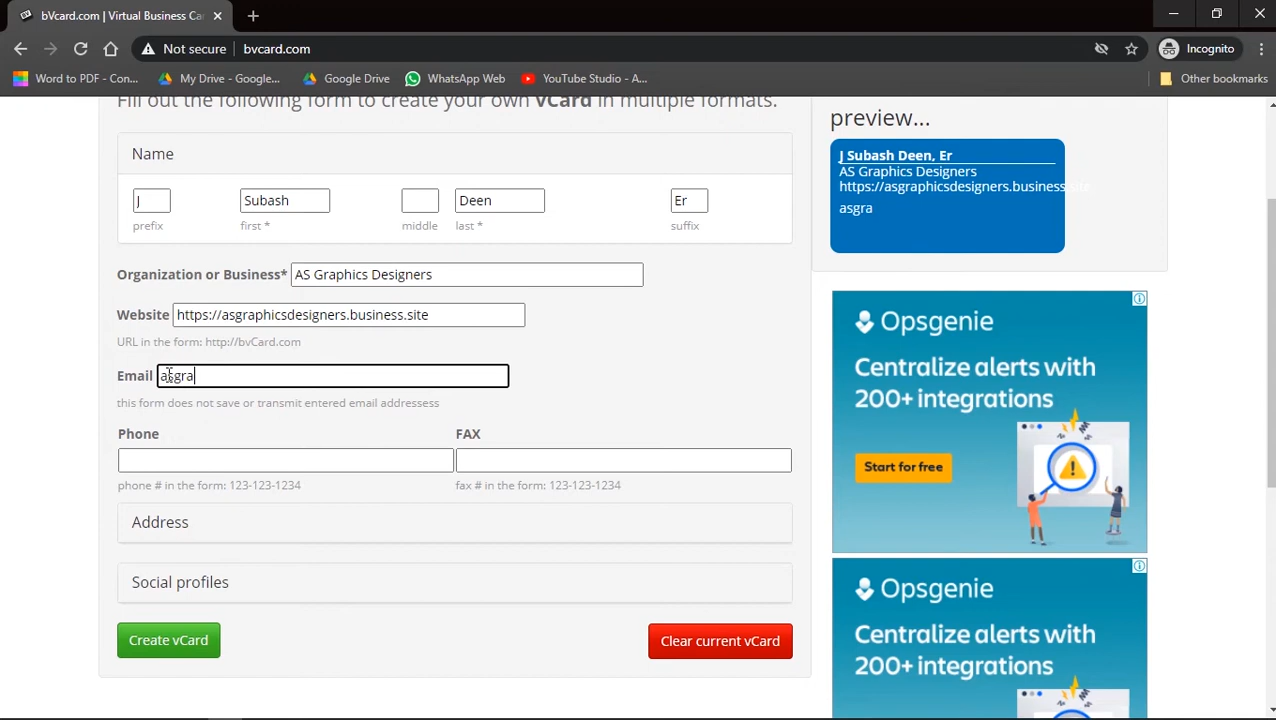 bVcard.com | Virtual Business Ca
Not secure
bvcard.com
Incognito
Word to PDF - Con...
My Drive - Google...
Google Drive
WhatsApp Web
YouTube Studio - A...
Other bookmarks
Fill out the following form to create your own vCard in multiple formats.
Name
J
Subash
Deen
Er
prefix
first *
middle
last *
suffix
Organization or Business* AS Graphics Designers
Website https://asgraphicsdesigners.business.site
URL in the form: http://bvCard.com
Email asgra
this form does not save or transmit entered email addressess
Phone
FAX
phone # in the form: 123-123-1234
fax # in the form: 123-123-1234
Address
Social profiles
Create vCard
Clear current vCard
preview...
J Subash Deen, Er
AS Graphics Designers
https://asgraphicsdesigners.business.site
asgra
Opsgenie
Centralize alerts with
200+ integrations
Start for free
Opsgenie
Centralize alerts with
200+ integrations